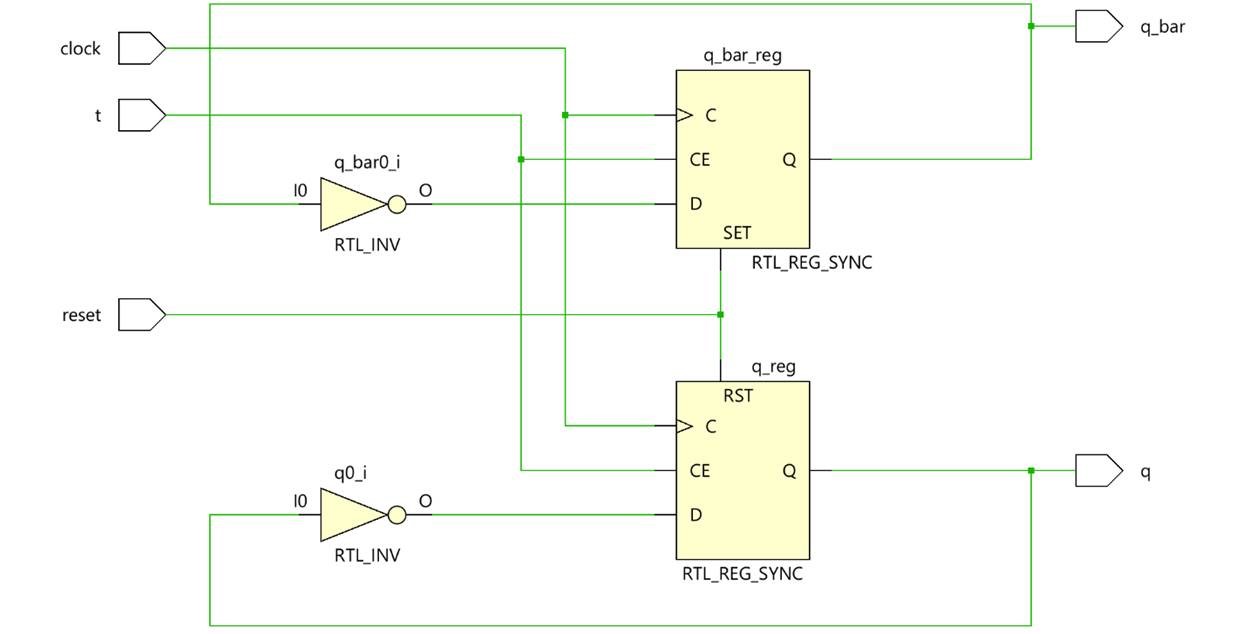 q_bar
clock
q_bar_reg
t
C
q_bar0_i
CE
Q
I0
O
D
RTL_INV
SET
RTL_REG_SYNC
reset
q_reg
RST
C
q0_i
CE
Q
q
I0
O
D
RTL_INV
RTL_REG_SYNC